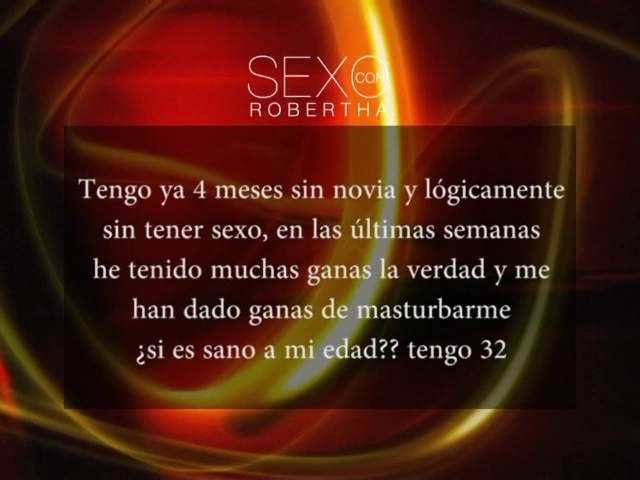 SEXO
CON
ROBERTHA
Tengo ya 4 meses sin novia y lógicamente
sin tener sexo, en las últimas semanas
he tenido muchas ganas la verdad y me
han dado ganas de masturbarme
¿si es sano a mi edad?? tengo 32